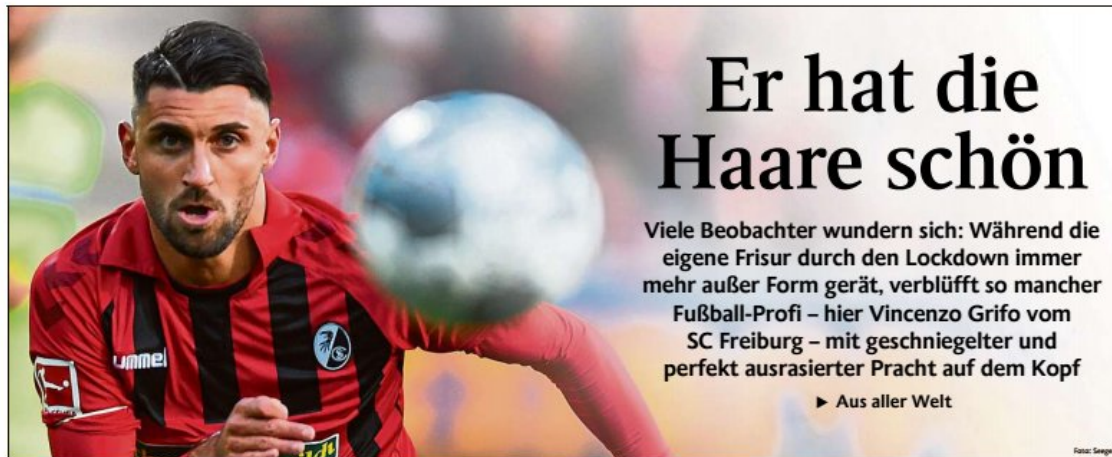 Er hat die
Haare schön
Viele Beobachter wundern sich: Während die
eigene Frisur durch den Lockdown immer
mehr außer Form gerät, verblüfft so mancher
Fußball-Profi – hier Vincenzo Grifo vom
SC Freiburg – mit geschniegelter und
perfekt ausrasierter Pracht auf dem Kopf
► Aus aller Welt
hummel